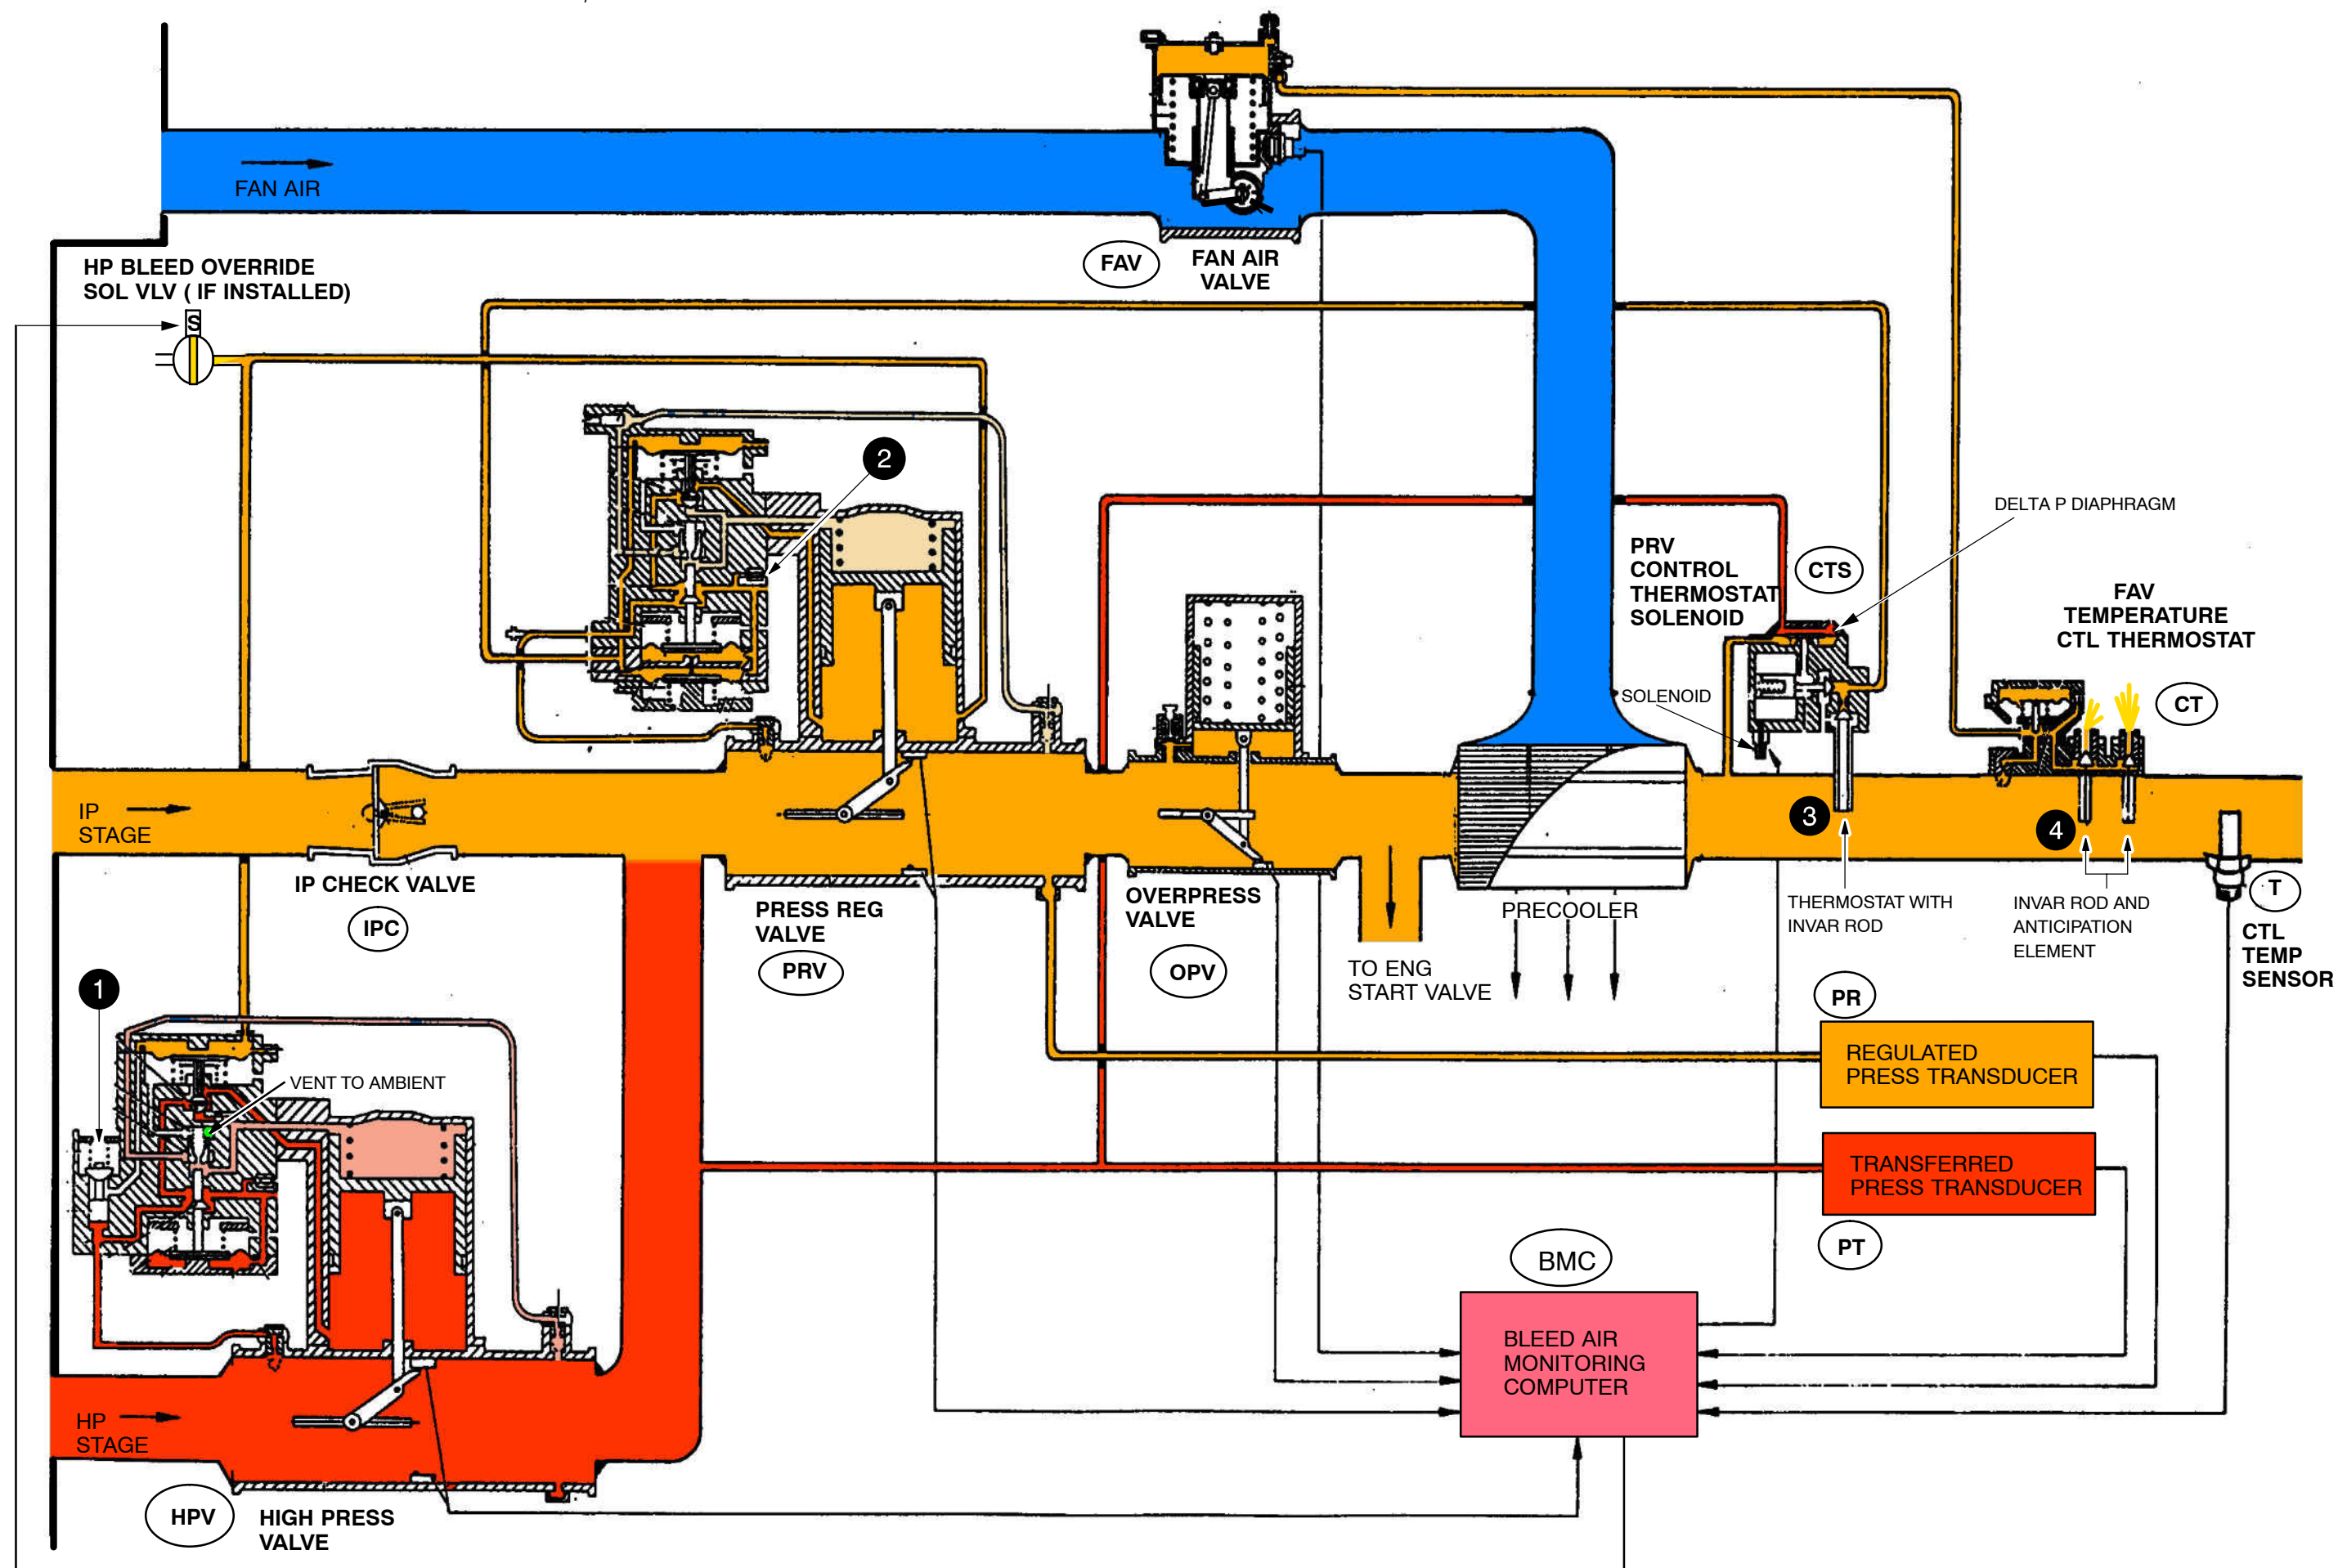 FAN AIR
HP BLEED OVERRIDE
SOL VLV ( IF INSTALLED)
S
FAV
FAN AIR
VALVE
2
DELTA P DIAPHRAGM
PRV
CONTROL
THERMOSTAT
SOLENOID
CTS
FAV
TEMPERATURE
CTL THERMOSTAT
SOLENOID
CT
IP
STAGE
3
4
IP CHECK VALVE
IPC
PRESS REG
VALVE
PRV
OVERPRESS
VALVE
OPV
TO ENG
START VALVE
PRECOOLER
THERMOSTAT WITH
INVAR ROD
INVAR ROD AND
ANTICIPATION
ELEMENT
T
CTL
TEMP
SENSOR
1
VENT TO AMBIENT
PR
REGULATED
PRESS TRANSDUCER
TRANSFERRED
PRESS TRANSDUCER
PT
BMC
BLEED AIR
MONITORING
COMPUTER
HP
STAGE
HPV
HIGH PRESS
VALVE